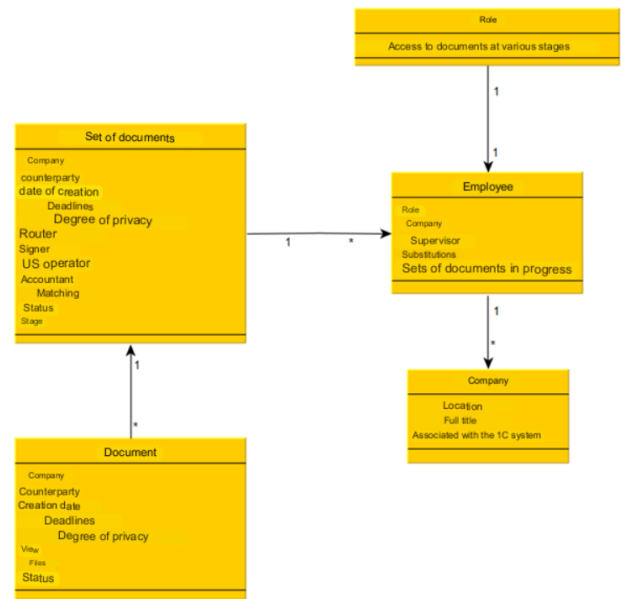 Role
Access to documents at various stages
1
1
Set of documents
Company
counterparty
date of creation
Deadlines
Degree of privacy
Router
Signer
US operator
Accountant
Matching
Status
Stage
1 *
Employee
Role
Company
Supervisor
Substitutions
Sets of documents in progress
1
*
Company
Location
Full title
Associated with the 1C system
1
*
Document
Company
Counterparty
Creation date
Deadlines
Degree of privacy
View
Files
Status